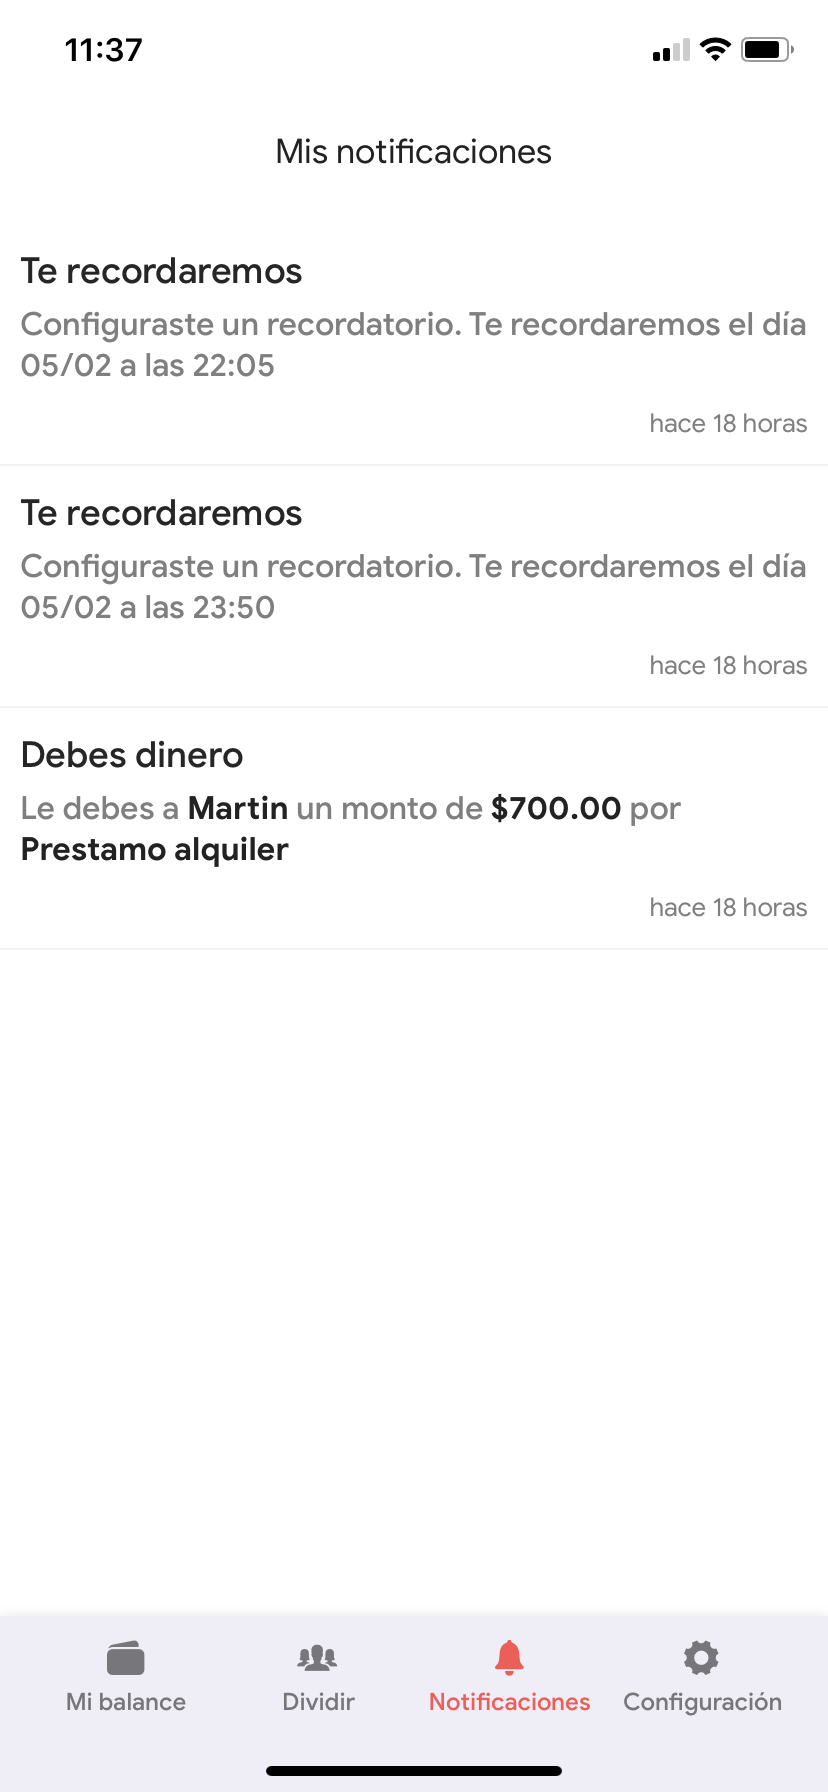 11:37
Mis notificaciones
Te recordaremos
Configuraste un recordatorio. Te recordaremos el día
05/02 a las 22:05
hace 18 horas
Te recordaremos
Configuraste un recordatorio. Te recordaremos el día
05/02 a las 23:50
hace 18 horas
Debes dinero
Le debes a Martin un monto de $700.00 por
Prestamo alquiler
hace 18 horas
Mi balance
Dividir
Notificaciones
Configuración